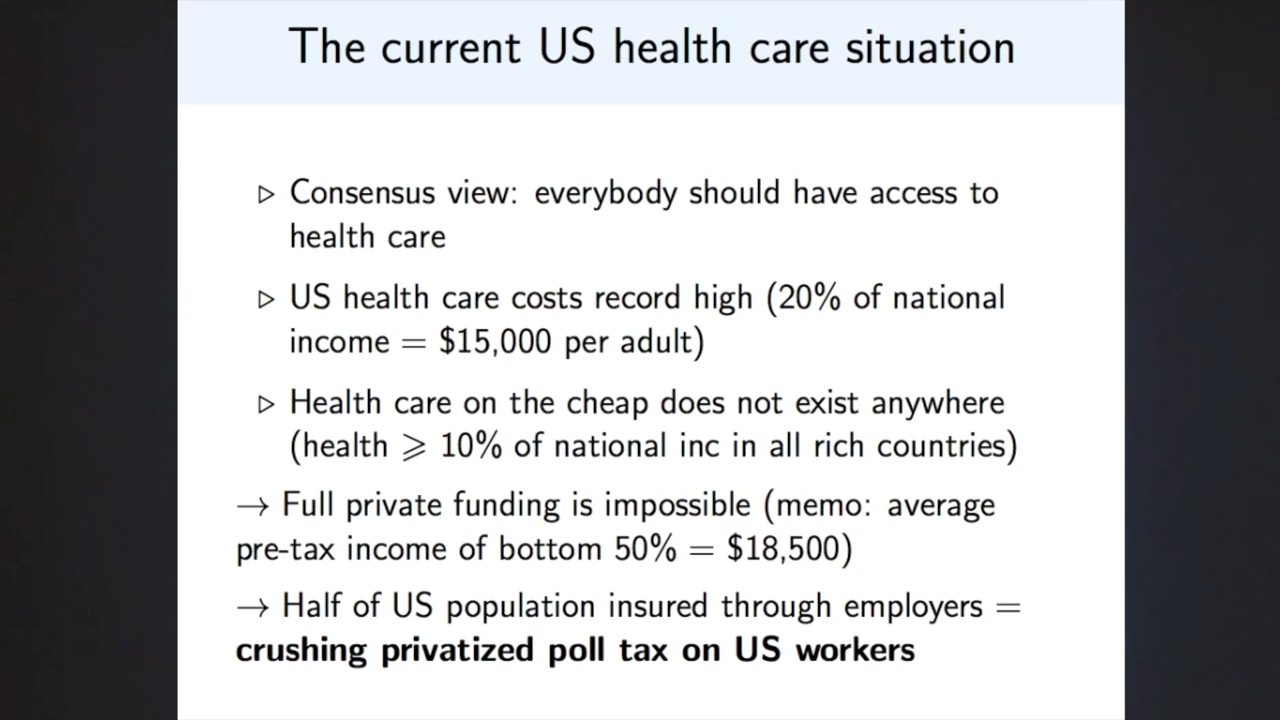 The current US health care situation
▷ Consensus view: everybody should have access to
health care
▷ US health care costs record high (20% of national
income = $15,000 per adult)
▷ Health care on the cheap does not exist anywhere
(health ⩾ 10% of national inc in all rich countries)
→ Full private funding is impossible (memo: average
pre-tax income of bottom 50% = $18,500)
→ Half of US population insured through employers =
crushing privatized poll tax on US workers